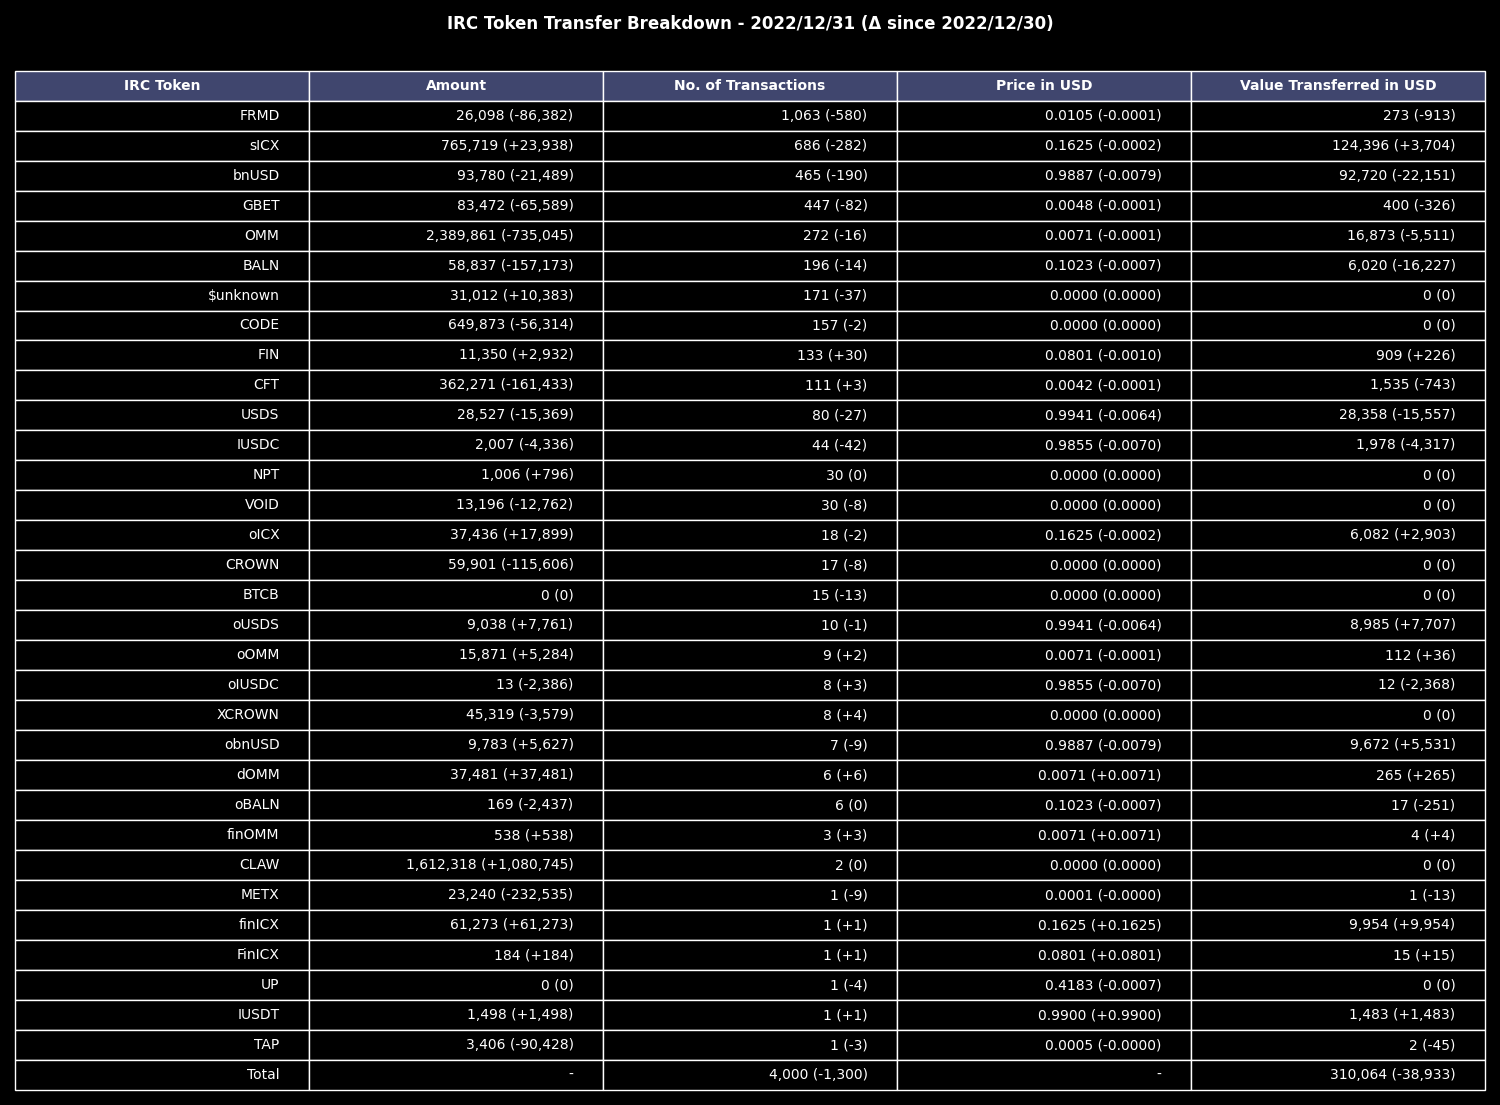 IRC Token Transfer Breakdown - 2022/12/31 (Δ since 2022/12/30)
IRC Token Amount No. of Transactions Price in USD Value Transferred in USD
FRMD 26,098 (-86,382) 1,063 (-580) 0.0105 (-0.0001) 273 (-913)
sICX 765,719 (+23,938) 686 (-282) 0.1625 (-0.0002) 124,396 (+3,704)
bnUSD 93,780 (-21,489) 465 (-190) 0.9887 (-0.0079) 92,720 (-22,151)
GBET 83,472 (-65,589) 447 (-82) 0.0048 (-0.0001) 400 (-326)
OMM 2,389,861 (-735,045) 272 (-16) 0.0071 (-0.0001) 16,873 (-5,511)
BALN 58,837 (-157,173) 196 (-14) 0.1023 (-0.0007) 6,020 (-16,227)
$unknown 31,012 (+10,383) 171 (-37) 0.0000 (0.0000) 0 (0)
CODE 649,873 (-56,314) 157 (-2) 0.0000 (0.0000) 0 (0)
FIN 11,350 (+2,932) 133 (+30) 0.0801 (-0.0010) 909 (+226)
CFT 362,271 (-161,433) 111 (+3) 0.0042 (-0.0001) 1,535 (-743)
USDS 28,527 (-15,369) 80 (-27) 0.9941 (-0.0064) 28,358 (-15,557)
IUSDC 2,007 (-4,336) 44 (-42) 0.9855 (-0.0070) 1,978 (-4,317)
NPT 1,006 (+796) 30 (0) 0.0000 (0.0000) 0 (0)
VOID 13,196 (-12,762) 30 (-8) 0.0000 (0.0000) 0 (0)
oICX 37,436 (+17,899) 18 (-2) 0.1625 (-0.0002) 6,082 (+2,903)
CROWN 59,901 (-115,606) 17 (-8) 0.0000 (0.0000) 0 (0)
BTCB 0 (0) 15 (-13) 0.0000 (0.0000) 0 (0)
oUSDS 9,038 (+7,761) 10 (-1) 0.9941 (-0.0064) 8,985 (+7,707)
oOMM 15,871 (+5,284) 9 (+2) 0.0071 (-0.0001) 112 (+36)
oIUSDC 13 (-2,386) 8 (+3) 0.9855 (-0.0070) 12 (-2,368)
XCROWN 45,319 (-3,579) 8 (+4) 0.0000 (0.0000) 0 (0)
obnUSD 9,783 (+5,627) 7 (-9) 0.9887 (-0.0079) 9,672 (+5,531)
dOMM 37,481 (+37,481) 6 (+6) 0.0071 (+0.0071) 265 (+265)
oBALN 169 (-2,437) 6 (0) 0.1023 (-0.0007) 17 (-251)
finOMM 538 (+538) 3 (+3) 0.0071 (+0.0071) 4 (+4)
CLAW 1,612,318 (+1,080,745) 2 (0) 0.0000 (0.0000) 0 (0)
METX 23,240 (-232,535) 1 (-9) 0.0001 (-0.0000) 1 (-13)
finICX 61,273 (+61,273) 1 (+1) 0.1625 (+0.1625) 9,954 (+9,954)
FinICX 184 (+184) 1 (+1) 0.0801 (+0.0801) 15 (+15)
UP 0 (0) 1 (-4) 0.4183 (-0.0007) 0 (0)
IUSDT 1,498 (+1,498) 1 (+1) 0.9900 (+0.9900) 1,483 (+1,483)
TAP 3,406 (-90,428) 1 (-3) 0.0005 (-0.0000) 2 (-45)
Total - 4,000 (-1,300) - 310,064 (-38,933)